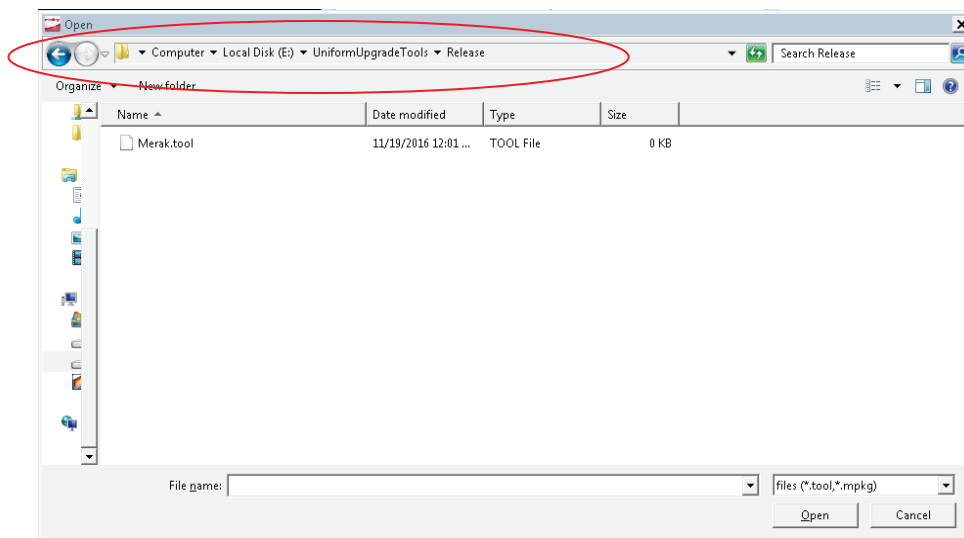 Open
Computer Local Disk (E:) UniformUpgradeTools Release Search Release
Organize New folder
Name Date modified Type Size
Merak.tool 11/19/2016 12:01 ... TOOL File 0 KB
File name: files (*.tool,*.mpkg)
Open Cancel